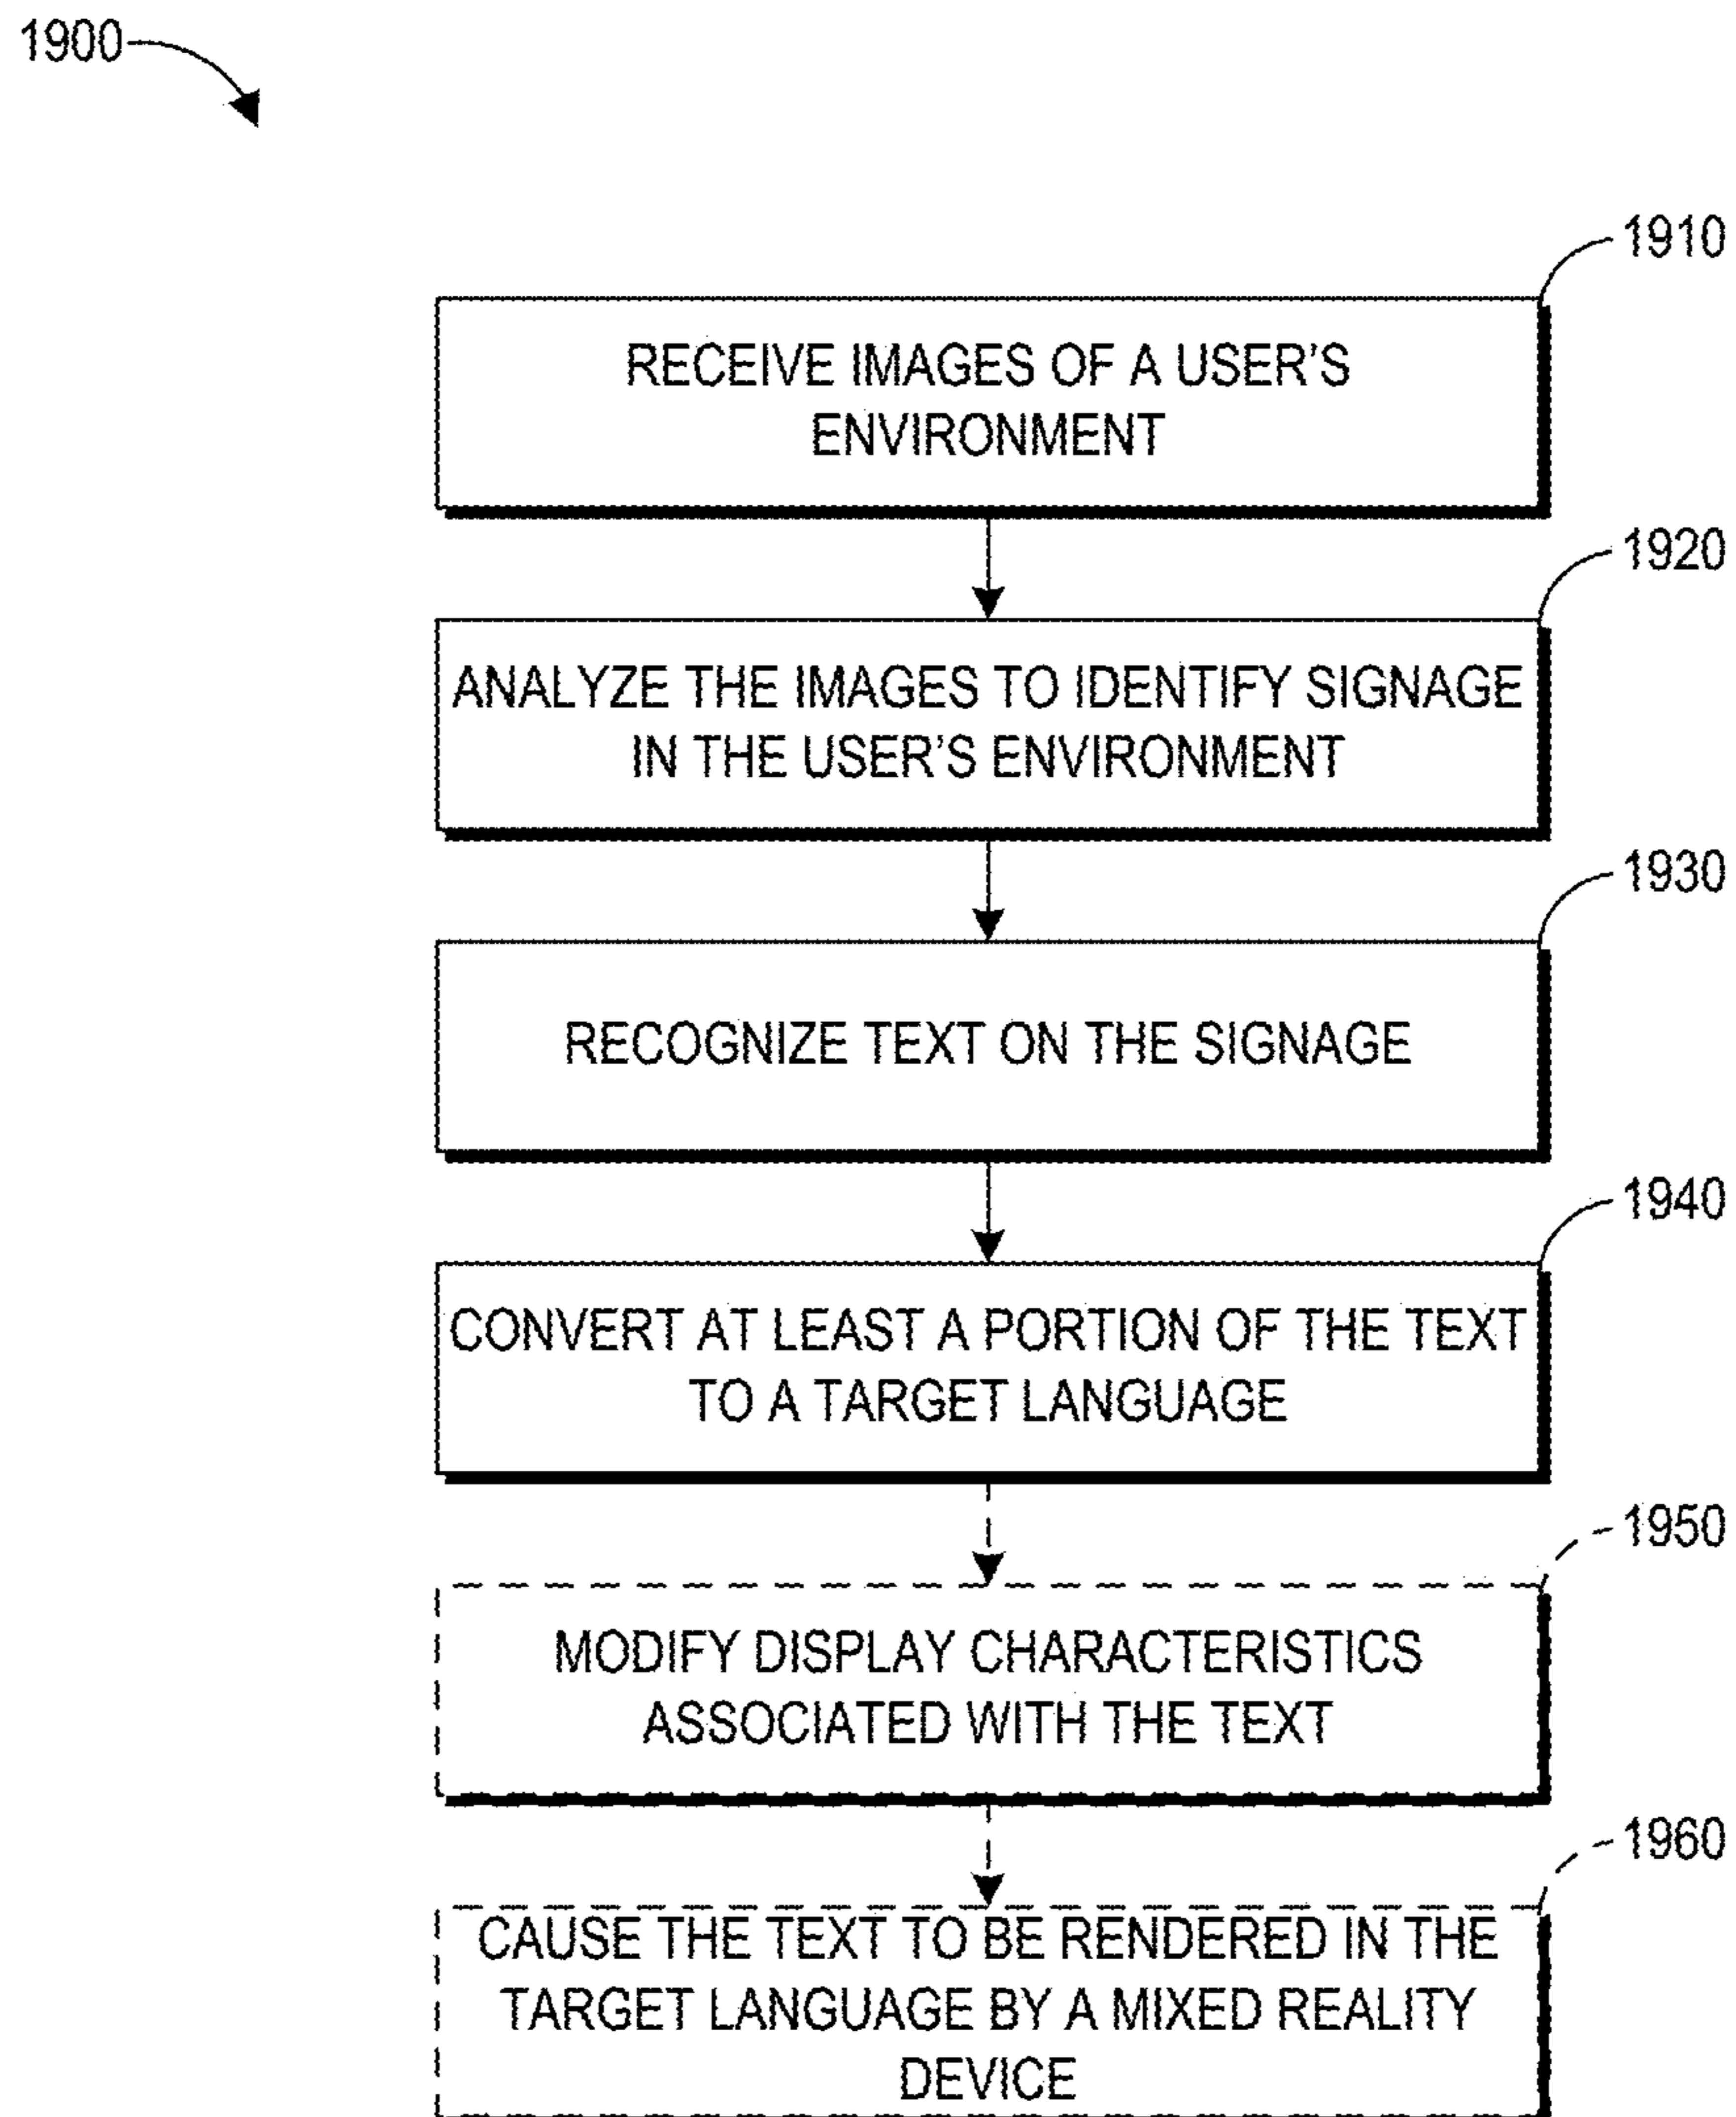 1900
1910
RECEIVE IMAGES OF A USER'S
ENVIRONMENT
1920
ANALYZE THE IMAGES TO IDENTIFY SIGNAGE
IN THE USER'S ENVIRONMENT
1930
RECOGNIZE TEXT ON THE SIGNAGE
1940
CONVERT AT LEAST A PORTION OF THE TEXT
TO A TARGET LANGUAGE
1950
MODIFY DISPLAY CHARACTERISTICS
ASSOCIATED WITH THE TEXT
1960
CAUSE THE TEXT TO BE RENDERED IN THE
TARGET LANGUAGE BY A MIXED REALITY
DEVICE